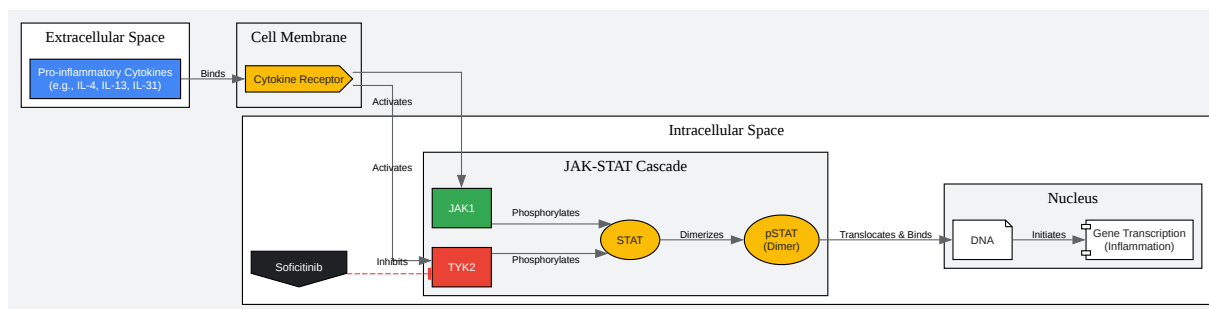 Extracellular Space
Cell Membrane
Pro-inflammatory Cytokines
(e.g., IL-4, IL-13, IL-31)
Binds
Cytokine Receptor
Activates
Intracellular Space
Activates
JAK-STAT Cascade
JAK1
Phosphorylates
STAT
Dimerizes
pSTAT
(Dimer)
Translocates & Binds
Nucleus
DNA
Initiates
Gene Transcription
(Inflammation)
Soficitinib
Inhibits
TYK2
Phosphorylates